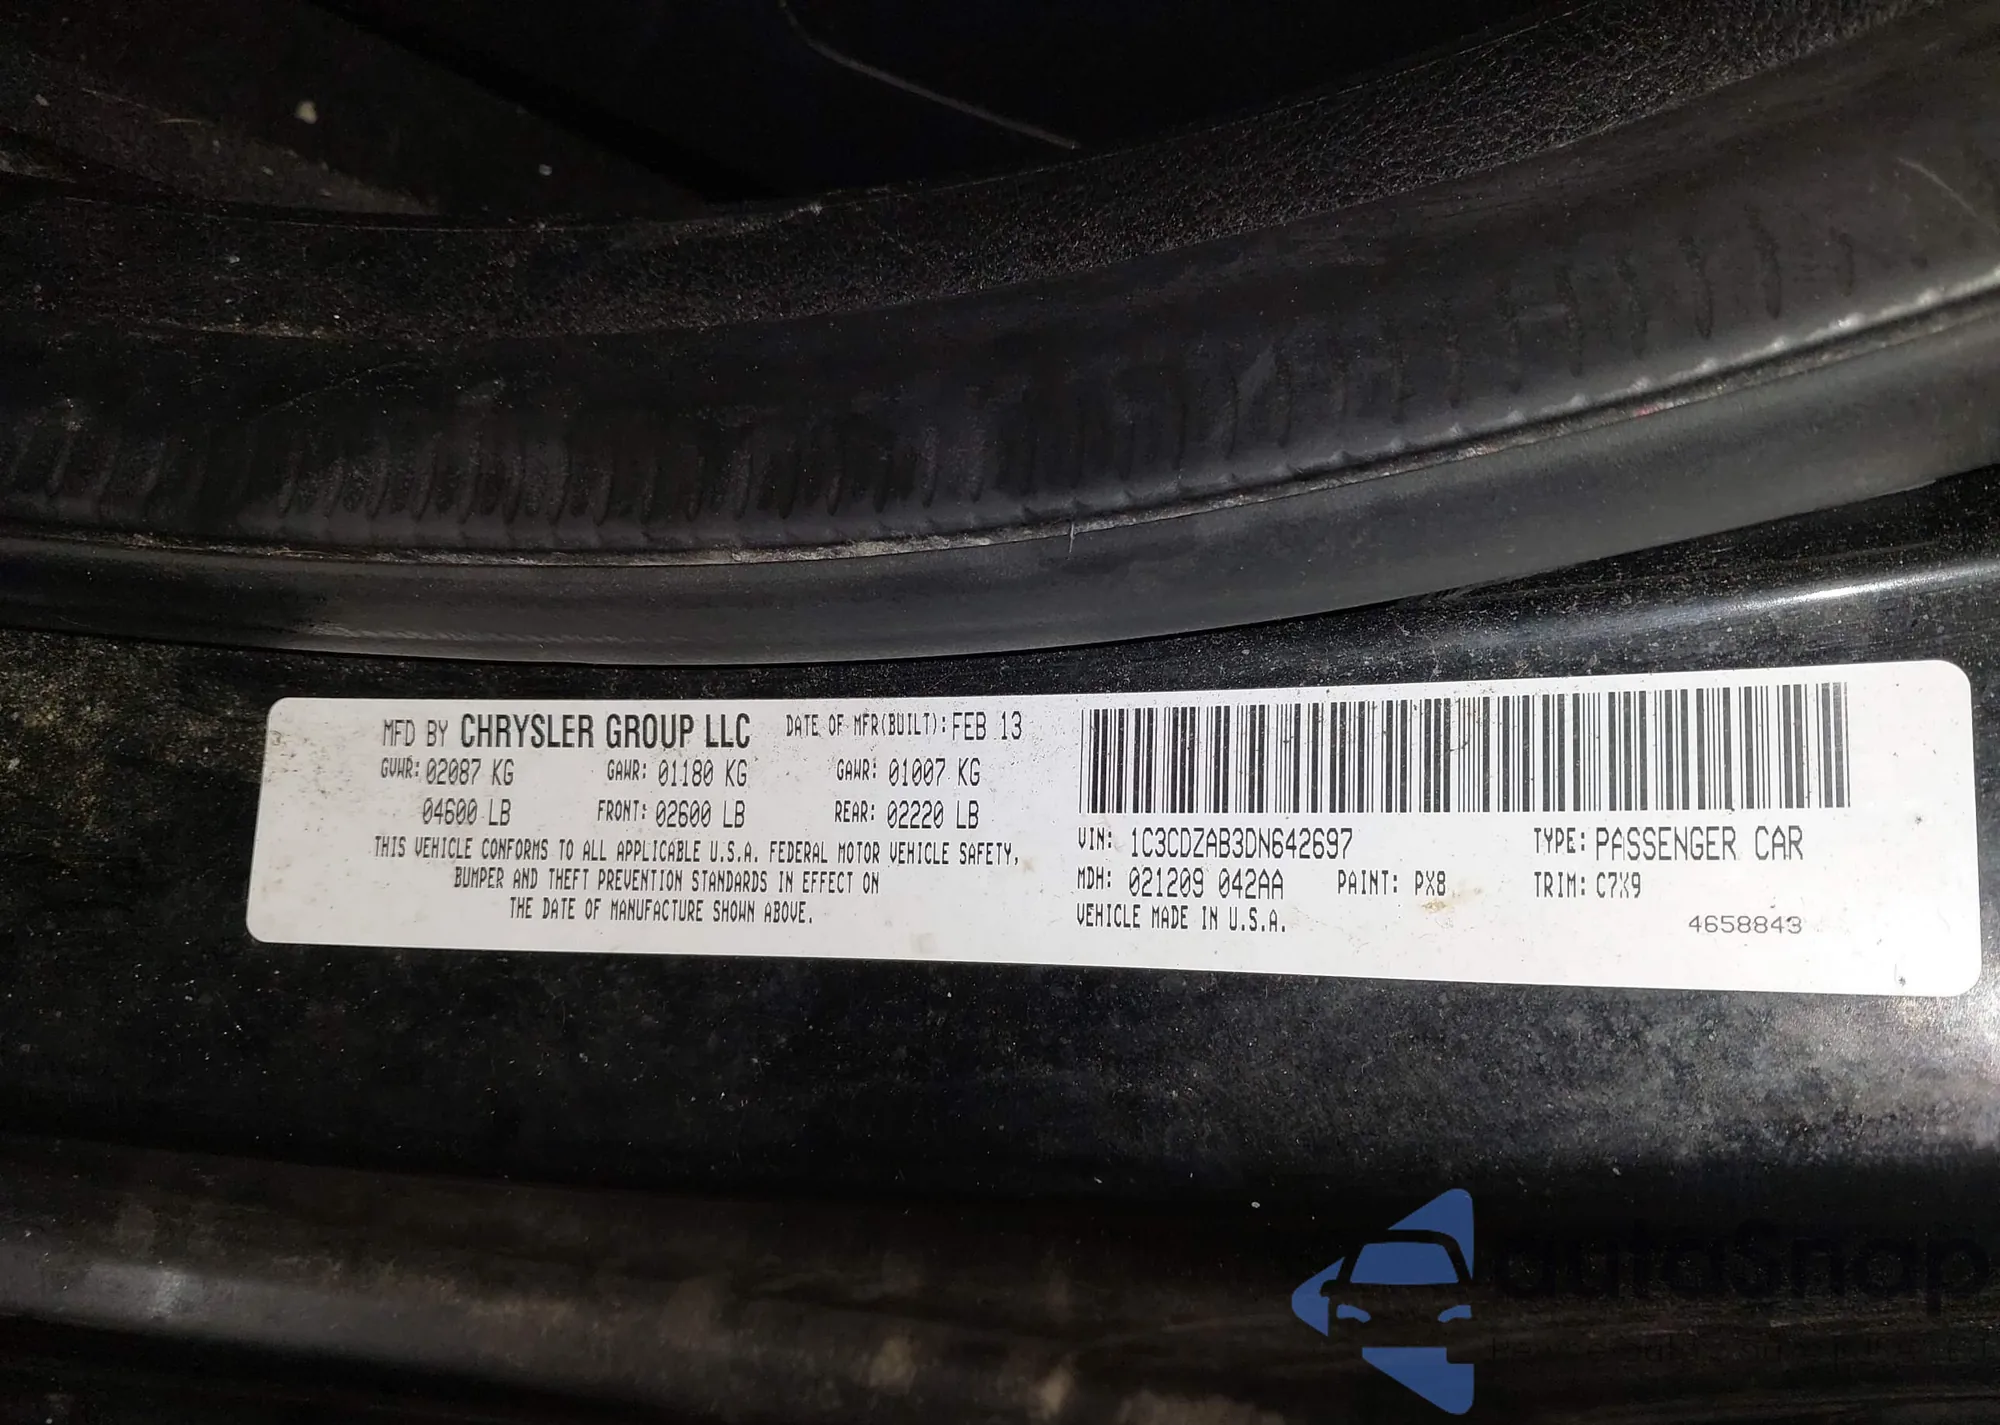 MFD BY CHRYSLER GROUP LLC DATE OF MFR(BUILT): FEB 13
GVWR: 02087 KG GAWR: 01180 KG GAWR: 01007 KG
04600 LB FRONT: 02600 LB REAR: 02220 LB
THIS VEHICLE CONFORMS TO ALL APPLICABLE U.S.A. FEDERAL MOTOR VEHICLE SAFETY,
BUMPER AND THEFT PREVENTION STANDARDS IN EFFECT ON
THE DATE OF MANUFACTURE SHOWN ABOVE.
VIN: 1C3CDZAB3DN642697 TYPE: PASSENGER CAR
MDH: 021209 042AA PAINT: PX8 TRIM: C7X9
VEHICLE MADE IN U.S.A.
4658843
autosnap